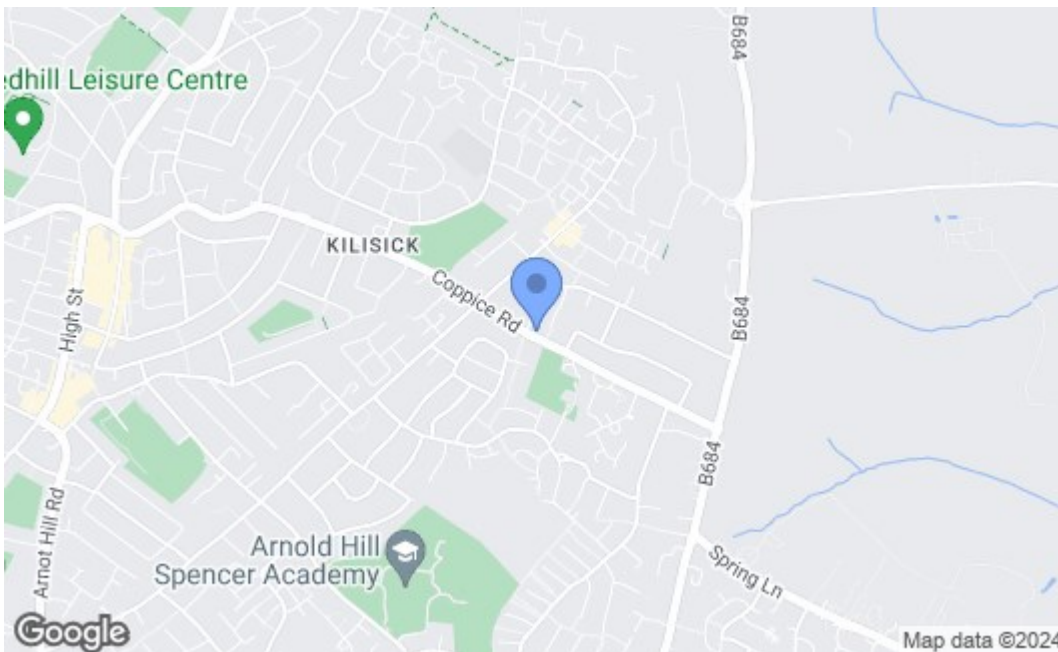 edhill Leisure Centre
B684
KILISICK
Coppice Rd
High St
B684
B684
Arnot Hill Rd
Arnold Hill
Spencer Academy
Spring Ln
Google
Map data ©2024